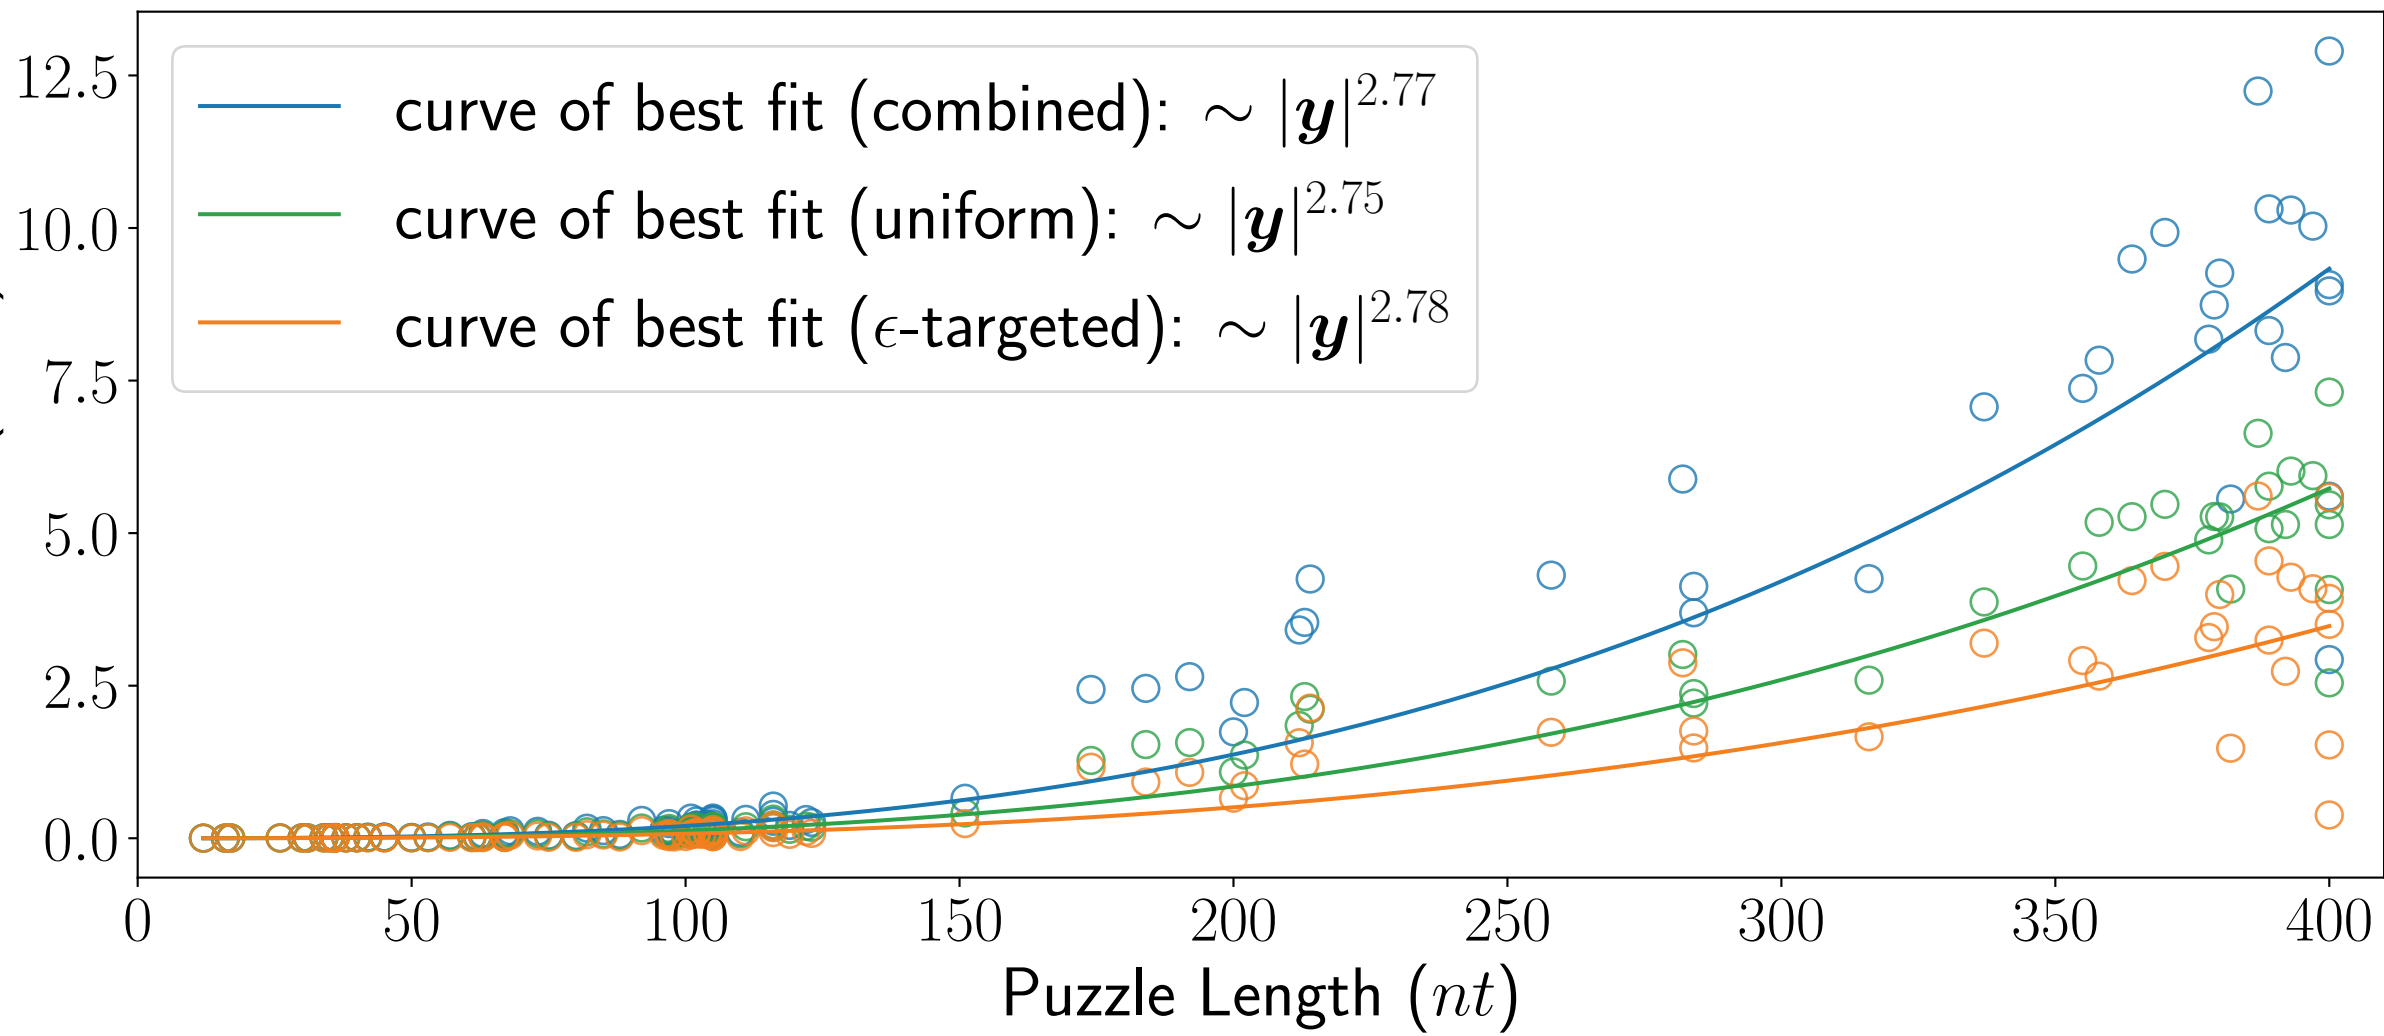 12.5
10.0
7.5
5.0
2.5
0.0
curve of best fit (combined): ∼ |y|^2.77
curve of best fit (uniform): ∼ |y|^2.75
curve of best fit (ϵ-targeted): ∼ |y|^2.78
0 50 100 150 200 250 300 350 400
Puzzle Length (nt)